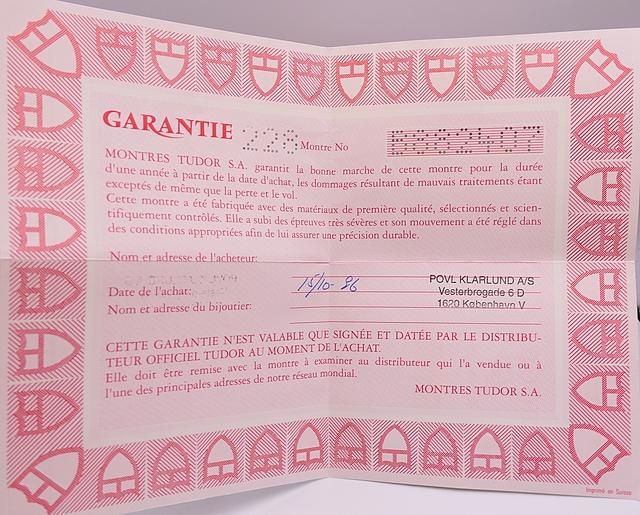 GARANTIE 228 Montre No
MONTRES TUDOR S.A. garantit la bonne marche de cette montre pour la durée
d'une année à partir de la date d'achat, les dommages résultant de mauvais traitements étant
exceptés de même que la perte et le vol.
Cette montre a été fabriquée avec des matériaux de première qualité, sélectionnés et scien-
tifiquement contrôlés. Elle a subi des épreuves très sévères et son mouvement a été réglé dans
des conditions appropriées afin de lui assurer une précision durable.
Nom et adresse de l'acheteur:
Date de l'achat: 15/10-96
Nom et adresse du bijoutier:
POVL KLARLUND A/S
Vesterbrogade 6 D
1620 København V
CETTE GARANTIE N'EST VALABLE QUE SIGNÉE ET DATÉE PAR LE DISTRIBU-
TEUR OFFICIEL TUDOR AU MOMENT DE L'ACHAT.
Elle doit être remise avec la montre à examiner au distributeur qui l'a vendue ou à
l'une des principales adresses de notre réseau mondial.
MONTRES TUDOR S.A.
Imprimé en Suisse